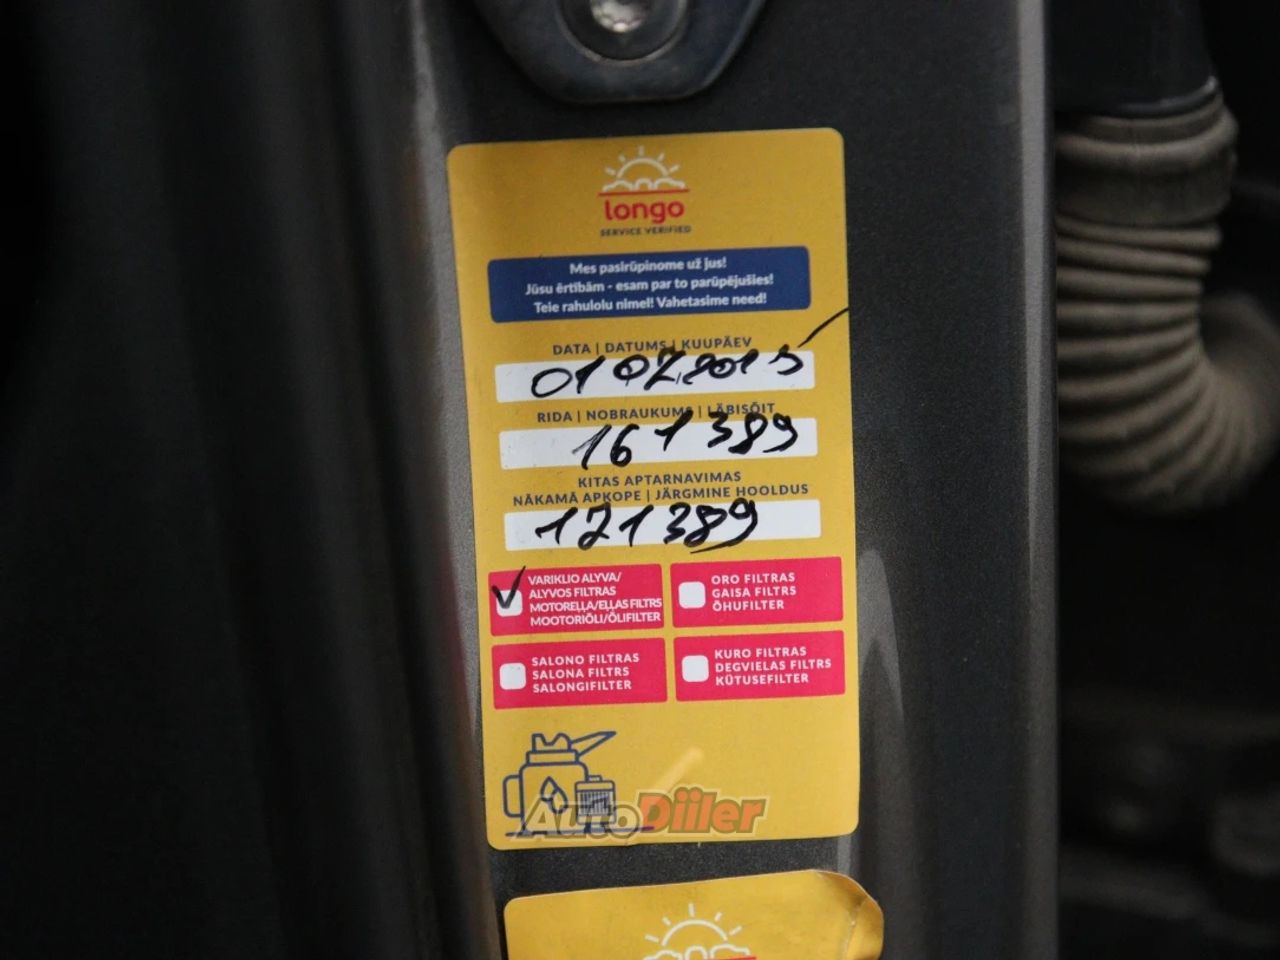 longo
SERVICE VERIFIED
Mes pasirūpinome už jus!
Jūsu ērtībām - esam par to parūpējušies!
Teie rahulolu nimel! Vahetasime need!
DATA | DATUMS | KUUPÄEV
01 07.2015
RIDA | NOBRAUKUMS | LÄBISÕIT
161389
KITAS APTARNAVIMAS
NĀKAMĀ APKOPE | JÄRGMINE HOOLDUS
171389
VARIKLIO ALYVA/
ALYVOS FILTRAS
MOTOREĻĻA/EĻĻAS FILTRS
MOOTORIÕLI/ÕLIFILTER
ORO FILTRAS
GAISA FILTRS
ÕHUFILTER
SALONO FILTRAS
SALONA FILTRS
SALONGIFILTER
KURO FILTRAS
DEGVIELAS FILTRS
KÜTUSEFILTER
AutoDiiler